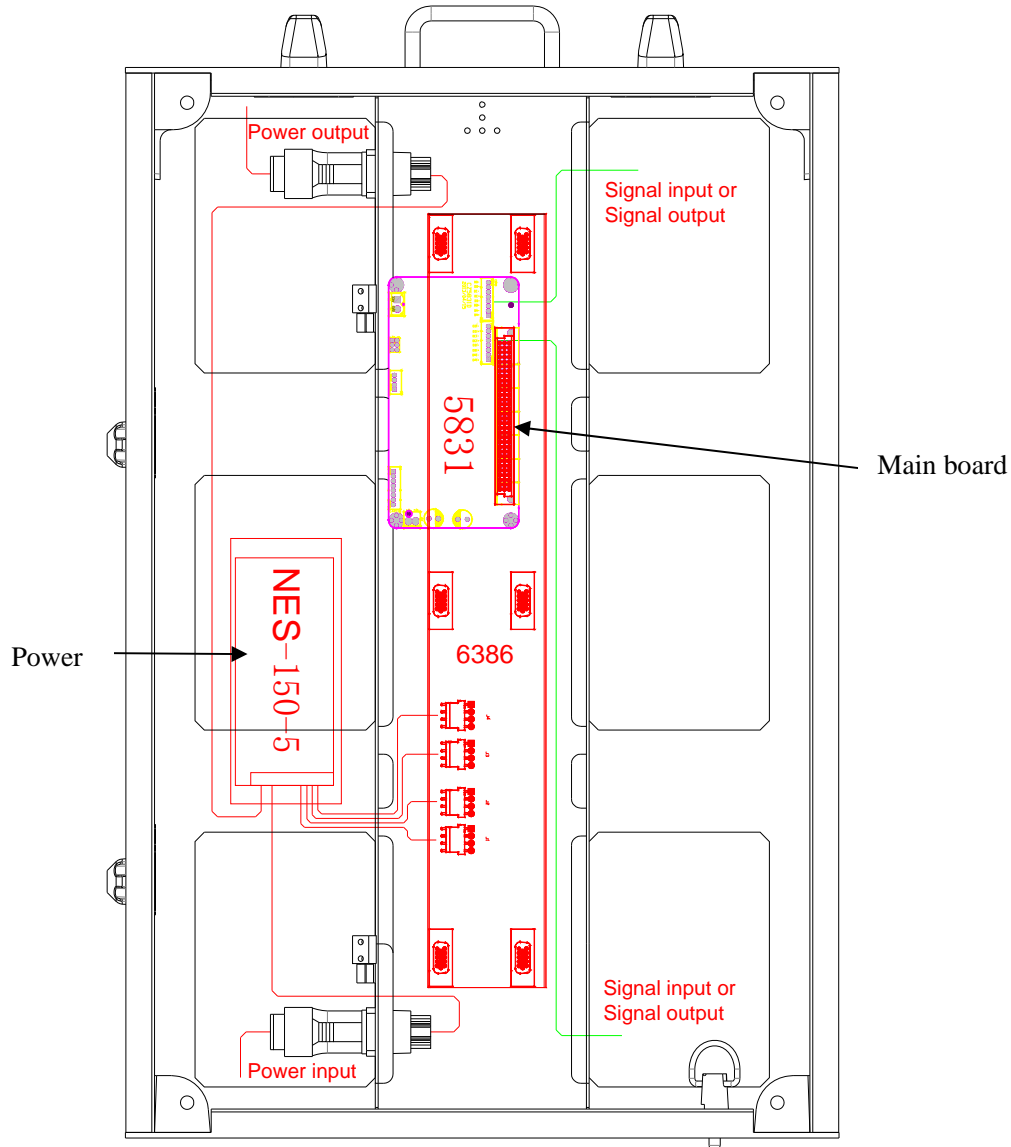 Power output
Signal input or
Signal output
5831
Main board
NES-150-5
Power
6386
Signal input or
Signal output
Power input